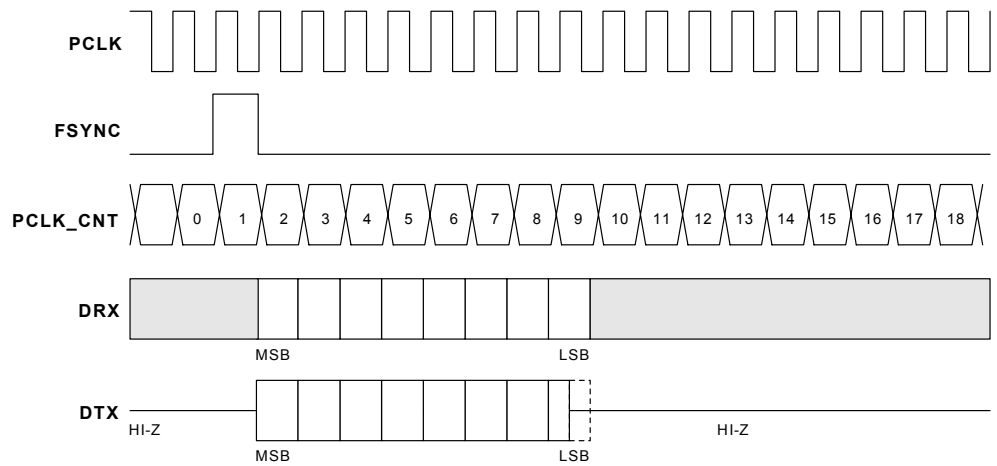 PCLK
FSYNC
PCLK_CNT 0 1 2 3 4 5 6 7 8 9 10 11 12 13 14 15 16 17 18
DRX
MSB LSB
DTX
HI-Z HI-Z
MSB LSB